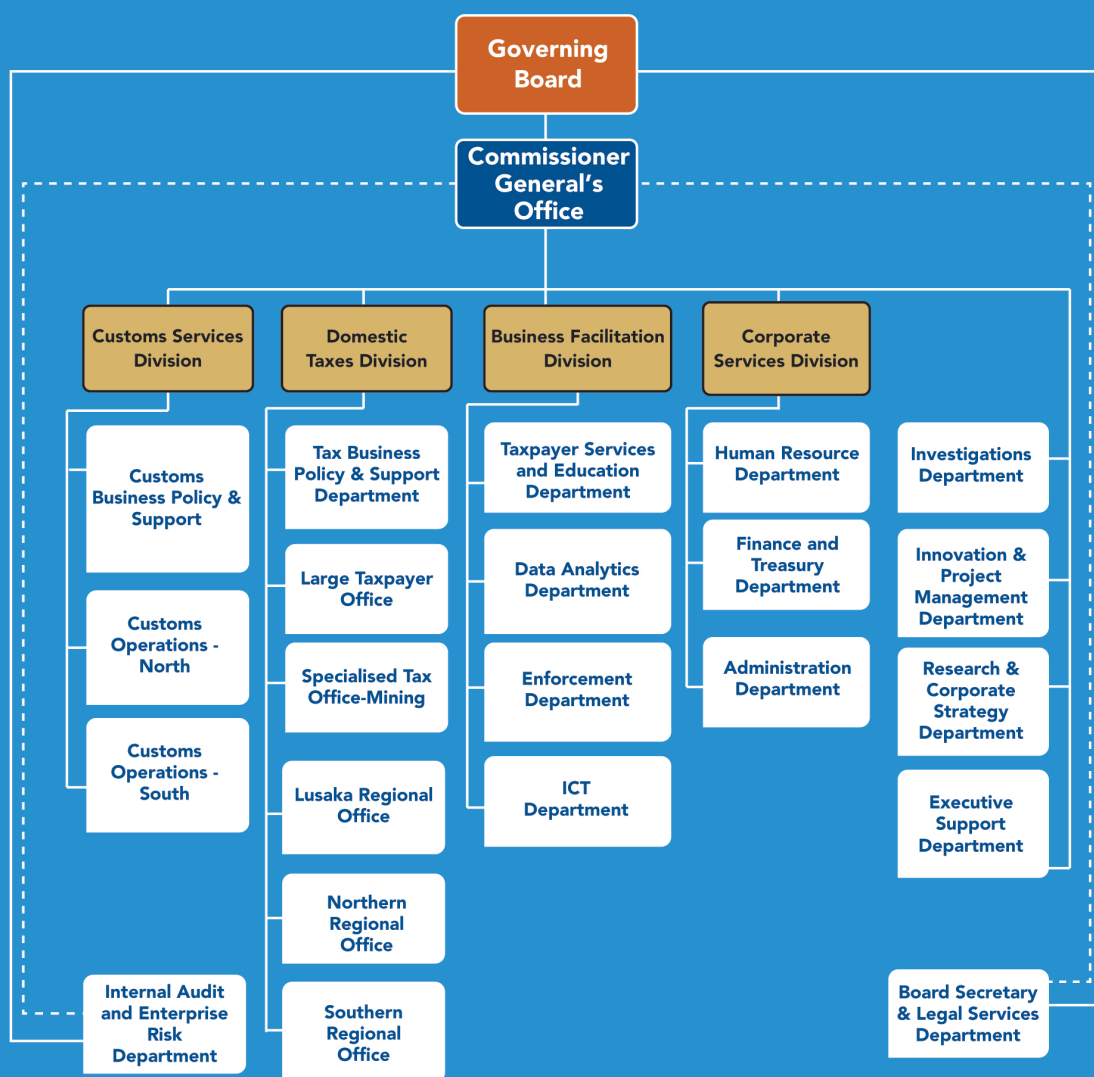 Governing
Board
Commissioner
General’s
Office
Customs Services
Division
Domestic
Taxes Division
Business Facilitation
Division
Corporate
Services Division
Customs
Business Policy &
Support
Customs
Operations -
North
Customs
Operations -
South
Tax Business
Policy & Support
Department
Large Taxpayer
Office
Specialised Tax
Office-Mining
Lusaka Regional
Office
Northern
Regional
Office
Southern
Regional
Office
Taxpayer Services
and Education
Department
Data Analytics
Department
Enforcement
Department
ICT
Department
Human Resource
Department
Finance and
Treasury
Department
Administration
Department
Investigations
Department
Innovation &
Project
Management
Department
Research &
Corporate
Strategy
Department
Executive
Support
Department
Internal Audit
and Enterprise
Risk
Department
Board Secretary
& Legal Services
Department